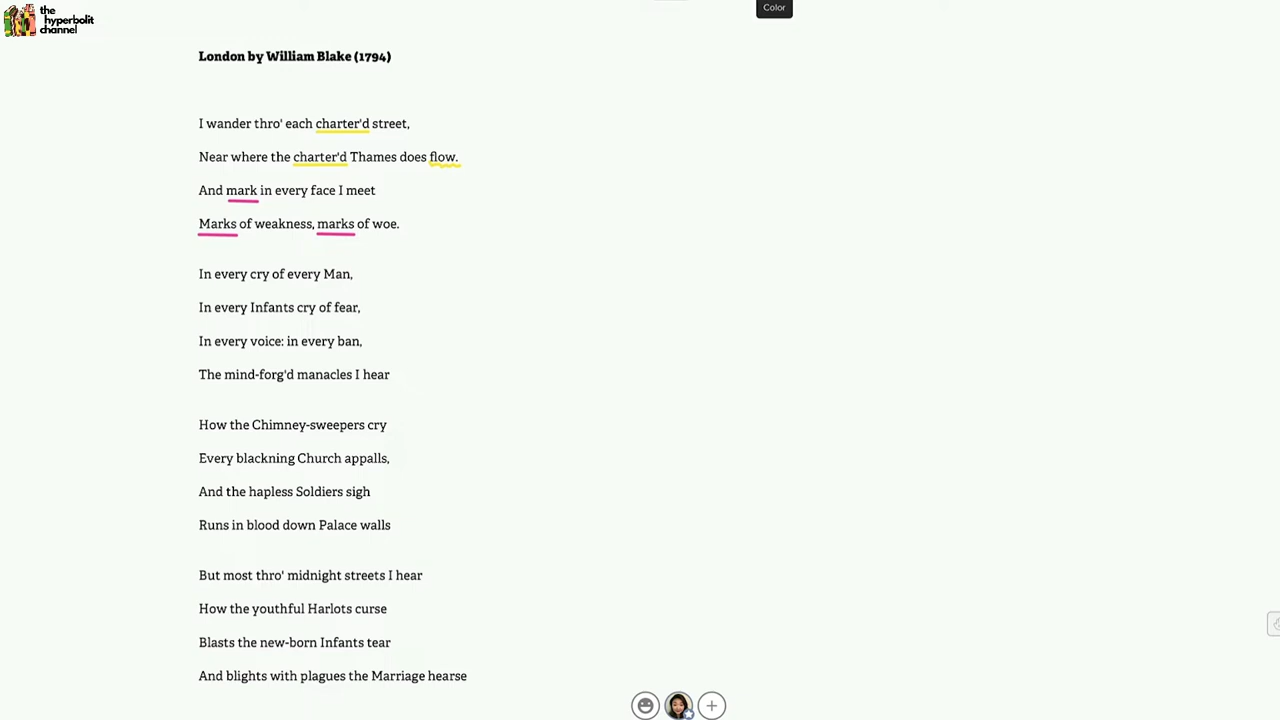 the
hyperbolit
channel
Color
London by William Blake (1794)
I wander thro' each charter'd street,
Near where the charter'd Thames does flow.
And mark in every face I meet
Marks of weakness, marks of woe.
In every cry of every Man,
In every Infants cry of fear,
In every voice: in every ban,
The mind-forg'd manacles I hear
How the Chimney-sweepers cry
Every blackning Church appalls,
And the hapless Soldiers sigh
Runs in blood down Palace walls
But most thro' midnight streets I hear
How the youthful Harlots curse
Blasts the new-born Infants tear
And blights with plagues the Marriage hearse